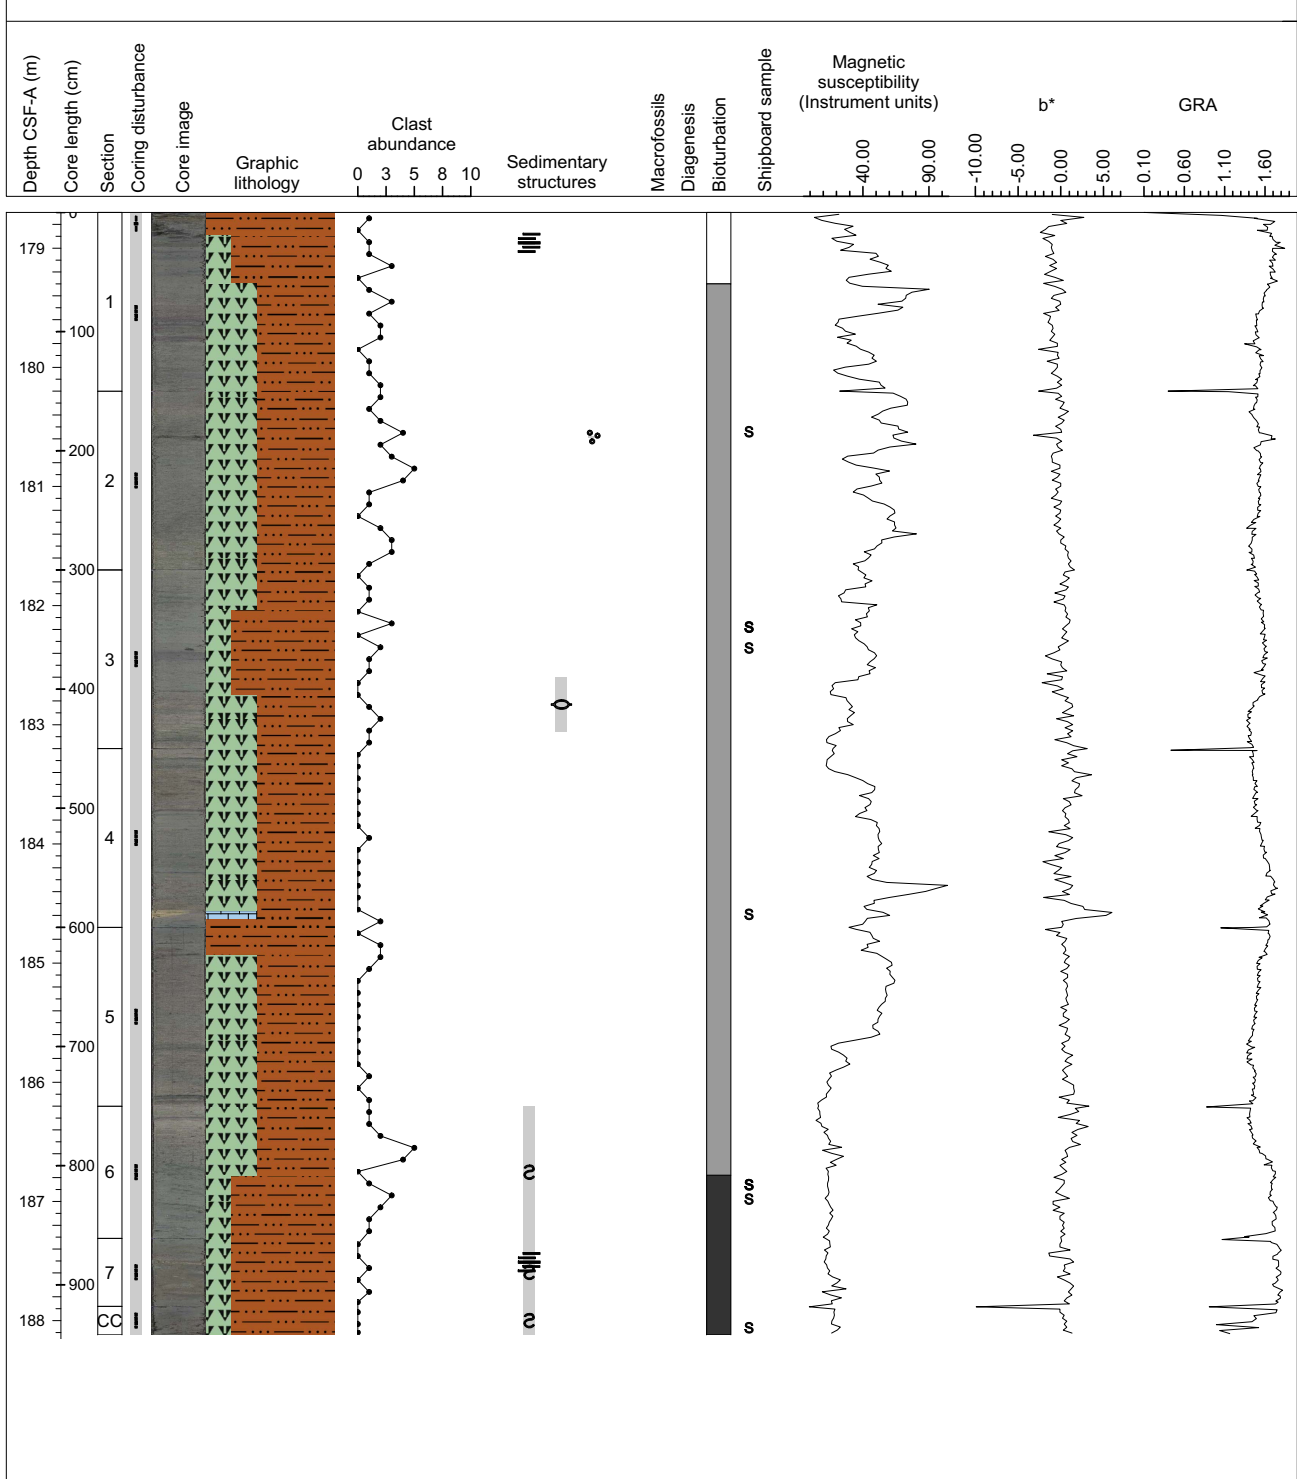 Depth CSF-A (m)
Core length (cm)
Section
Coring disturbance
Core image
Graphic
lithology
Clast
abundance
0 3 5 8 10
Sedimentary
structures
Macrofossils
Diagenesis
Bioturbation
Shipboard sample
Magnetic
susceptibility
(Instrument units)
40.00 90.00
b*
-10.00 -5.00 0.00 5.00
GRA
0.10 0.60 1.10 1.60
0
179
1
100
180
S
200
2
181
300
182
S
S
3
400
183
500
4
184
S
600
185
5
700
186
800
6
S
187
S
7
900
188
CC
S